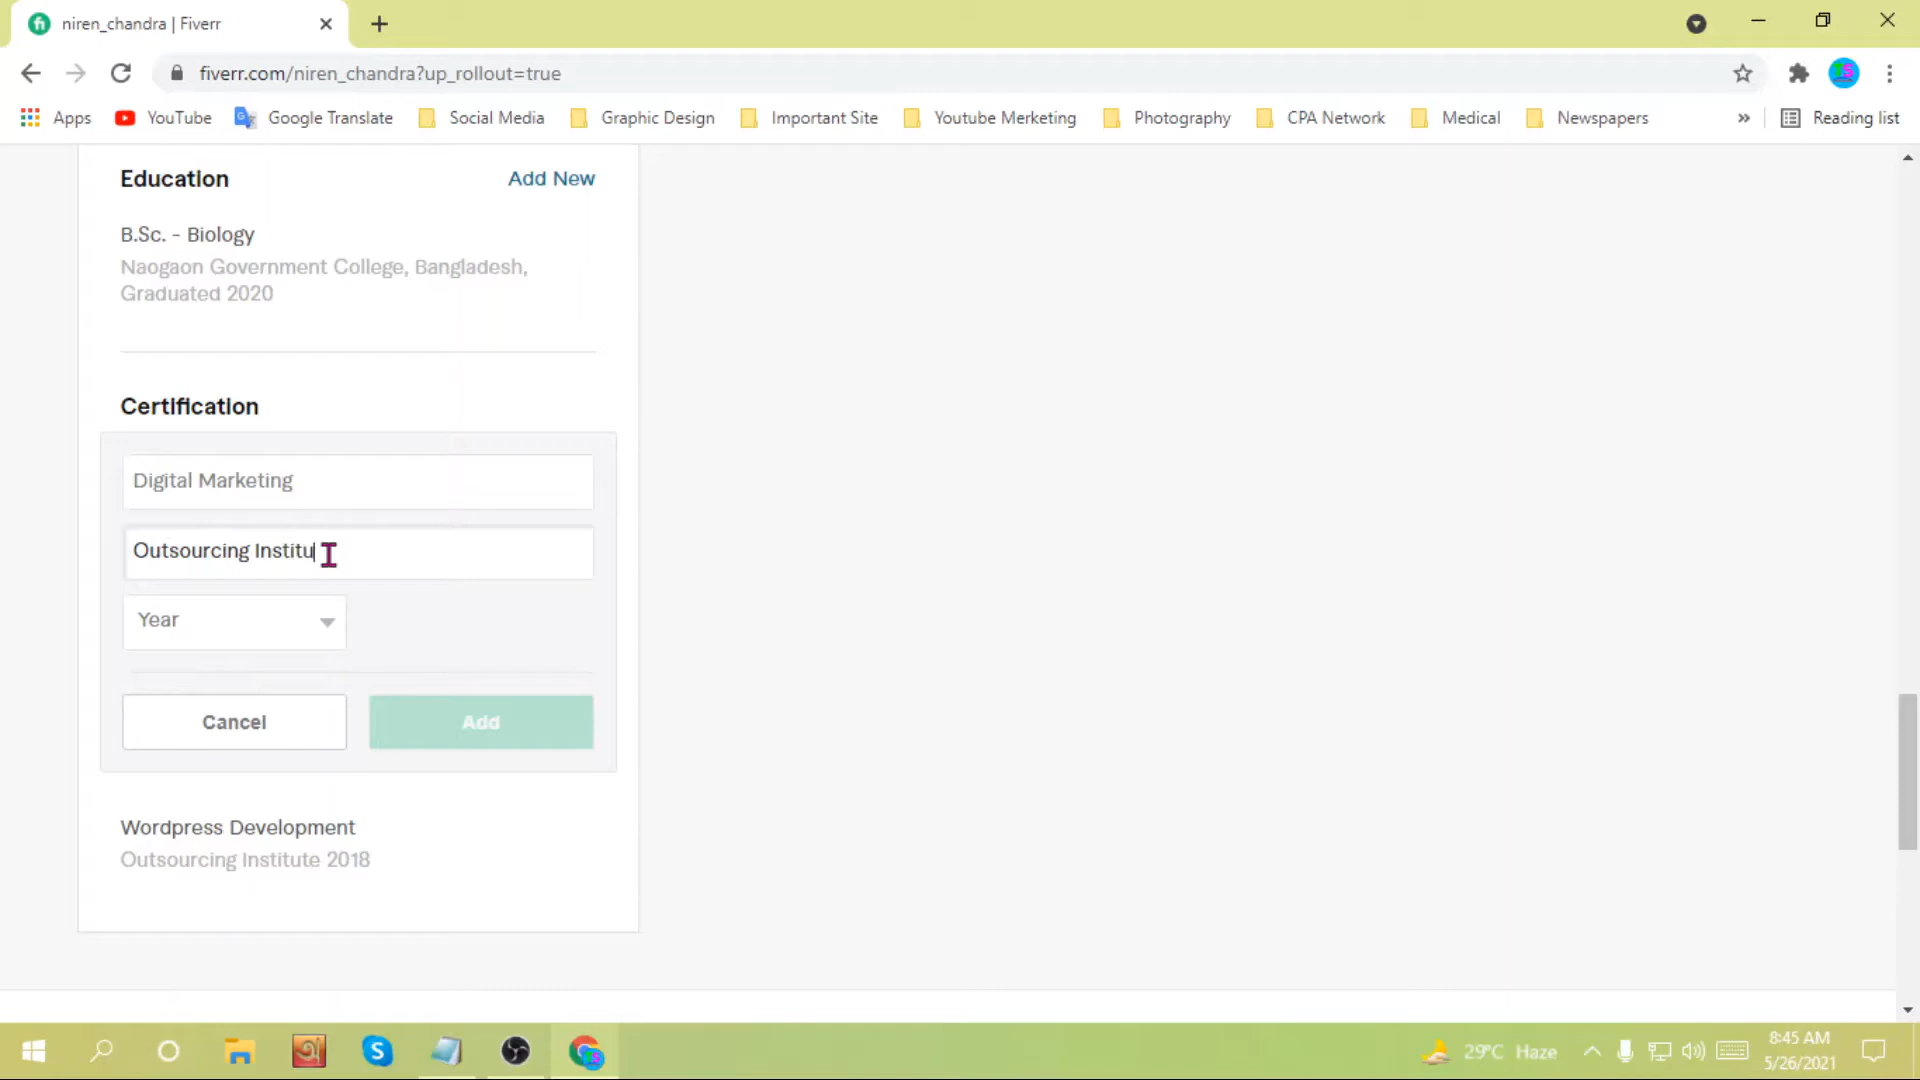 niren_chandra | Fiverr
fiverr.com/niren_chandra?up_rollout=true
Apps YouTube Google Translate Social Media Graphic Design Important Site Youtube Merketing Photography CPA Network Medical Newspapers » Reading list
Education Add New
B.Sc. - Biology
Naogaon Government College, Bangladesh,
Graduated 2020
Certification
Digital Marketing
Outsourcing Institu
Year
Cancel Add
Wordpress Development
Outsourcing Institute 2018
29°C Haze
8:45 AM
5/26/2021